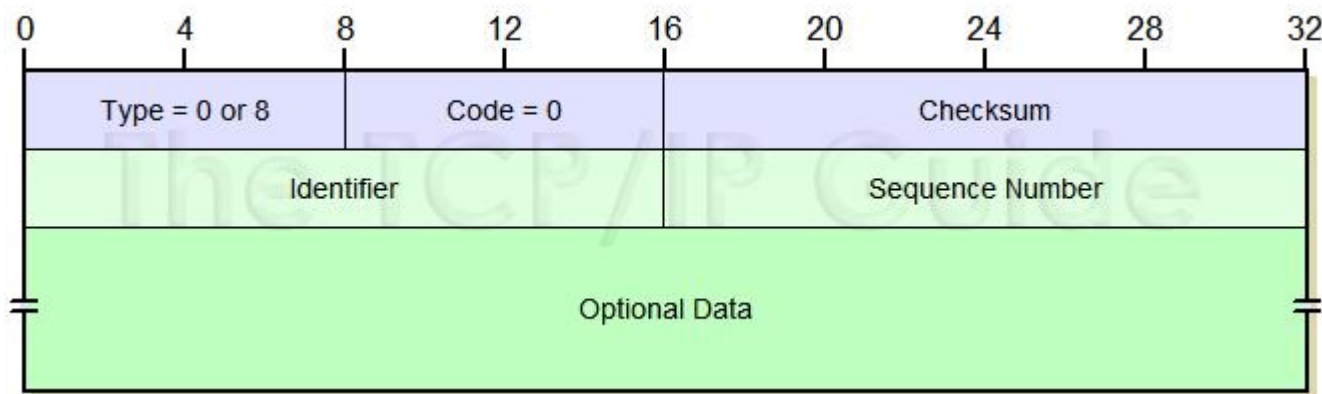 0 4 8 12 16 20 24 28 32
Type = 0 or 8 Code = 0 Checksum
The TCP/IP Guide
Identifier Sequence Number
Optional Data